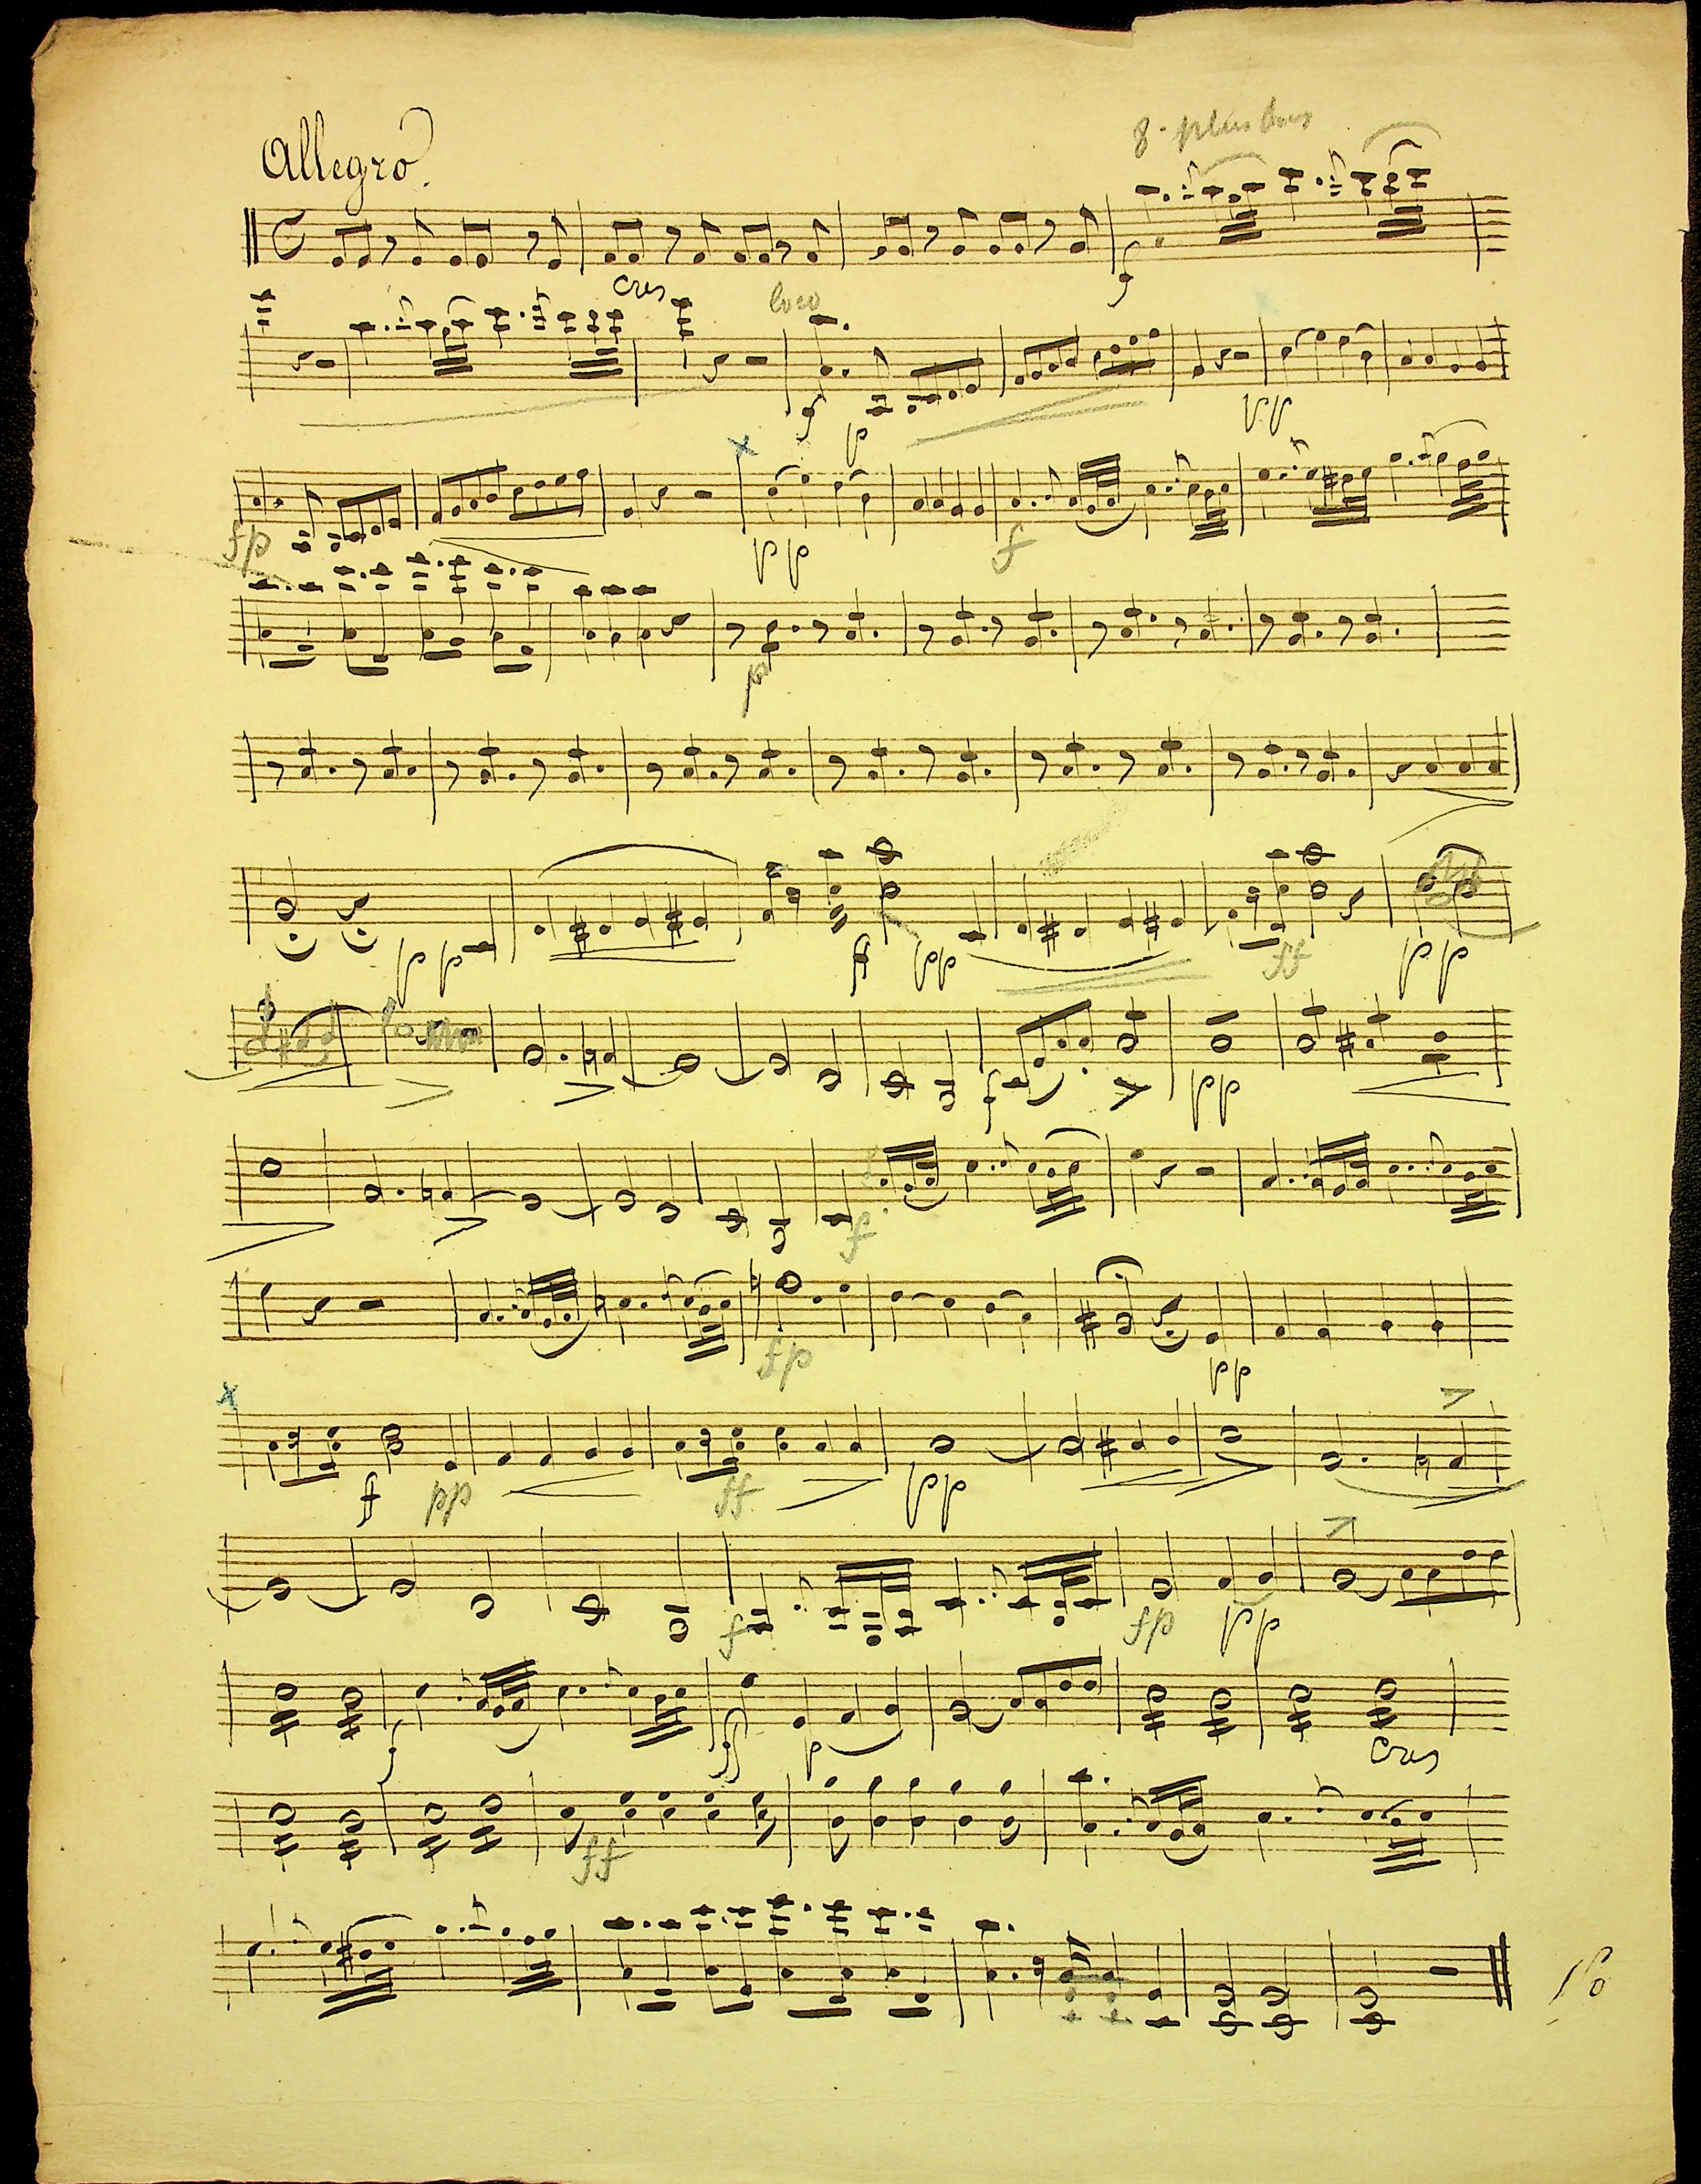 8. plus bas
Allegro.
f
cres
loco
f p pp
fp pp f
p
pp f pp ff pp
f pp
f
fp pp
f pp ff pp
f fp pp
f ff p cres
ff